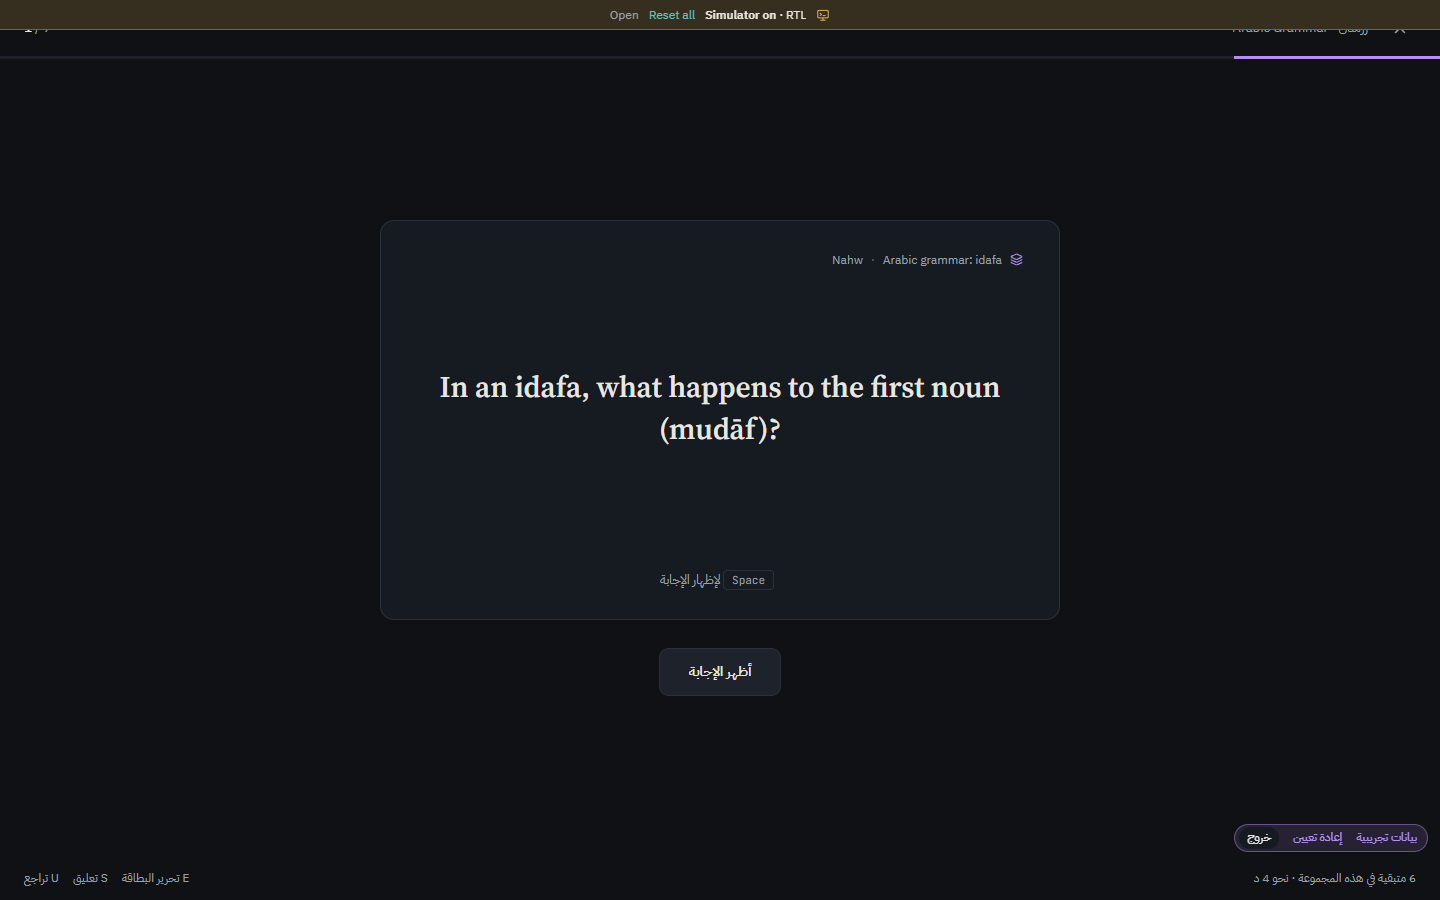 Open Reset all Simulator on · RTL
Nahw · Arabic grammar: idafa
In an idafa, what happens to the first noun
(mudāf)?
Space لإظهار الإجابة
أظهر الإجابة
بيانات تجريبية إعادة تعيين خروج
6 متبقية في هذه المجموعة · نحو 4 د
E تحرير البطاقة S تعليق U تراجع